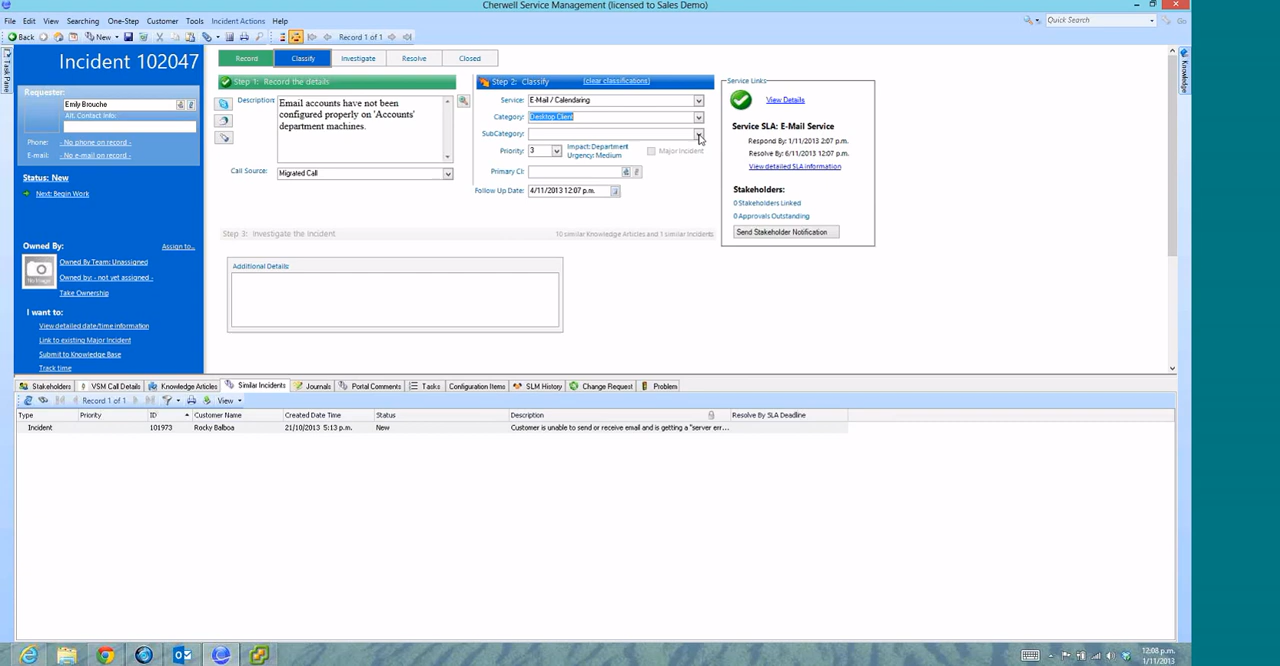 Cherwell Service Management (licensed to Sales Demo)
File Edit View Searching One-Step Customer Tools Incident Actions Help
Quick Search Go
Back New Record 1 of 1
Task Pane
Knowledge
Incident 102047
Record Classify Investigate Resolve Closed
Requester:
Emily Brouche
Alt. Contact Info:
Phone: - No phone on record -
E-mail: - No e-mail on record -
Status: New
Next: Begin Work
Owned By: Assign to...
Owned By Team: Unassigned
Owned by: - not yet assigned -
Take Ownership
No Image
I want to:
View detailed date/time information
Link to existing Major Incident
Submit to Knowledge Base
Track time
Step 1: Record the details
Description:
Email accounts have not been
configured properly on 'Accounts'
department machines.
Call Source: Migrated Call
Step 2: Classify (clear classifications)
Service: E-Mail / Calendaring
Category: Desktop Client
SubCategory:
Priority: 3
Impact: Department
Urgency: Medium
Major Incident
Primary CI:
Follow Up Date: 4/11/2013 12:07 p.m.
Service Links
View Details
Service SLA: E-Mail Service
Respond By: 1/11/2013 2:07 p.m.
Resolve By: 6/11/2013 12:07 p.m.
View detailed SLA information
Stakeholders:
0 Stakeholders Linked
0 Approvals Outstanding
Send Stakeholder Notification
Step 3: Investigate the Incident 10 similar Knowledge Articles and 1 similar Incidents
Additional Details:
Stakeholders VSM Call Details Knowledge Articles Similar Incidents Journals Portal Comments Tasks Configuration Items SLM History Change Request Problem
Record 1 of 1 View
Type Priority ID Customer Name Created Date Time Status Description Resolve By SLA Deadline
Incident 101973 Rocky Balboa 21/10/2013 5:13 p.m. New Customer is unable to send or receive email and is getting a "server err...
12:08 p.m.
1/11/2013